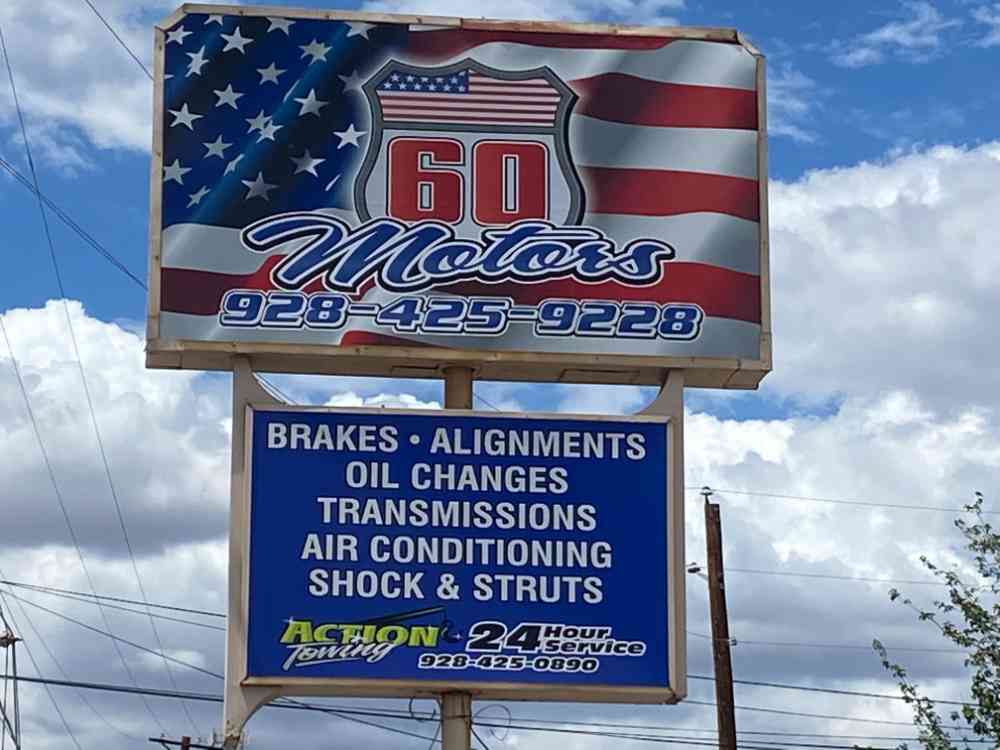 60
Motors
928-425-9228
BRAKES • ALIGNMENTS
OIL CHANGES
TRANSMISSIONS
AIR CONDITIONING
SHOCK & STRUTS
ACTION Towing 24 Hour Service
928-425-0890